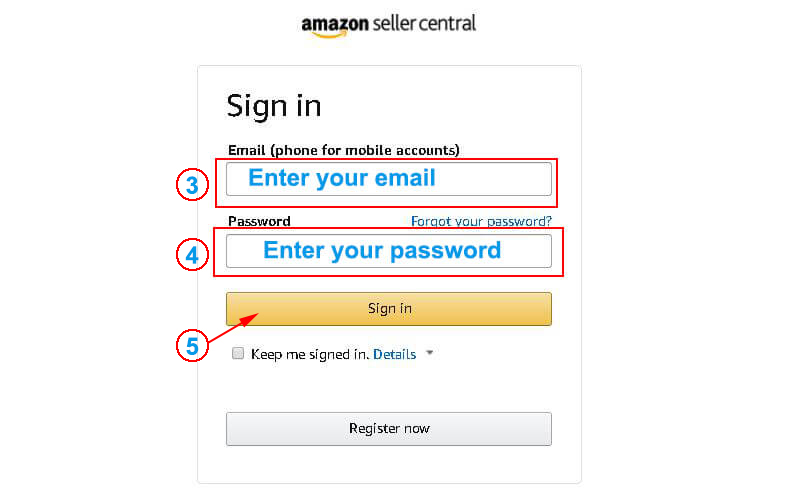 amazon seller central
Sign in
Email (phone for mobile accounts)
3 Enter your email
Password Forgot your password?
4 Enter your password
Sign in
5
Keep me signed in. Details
Register now